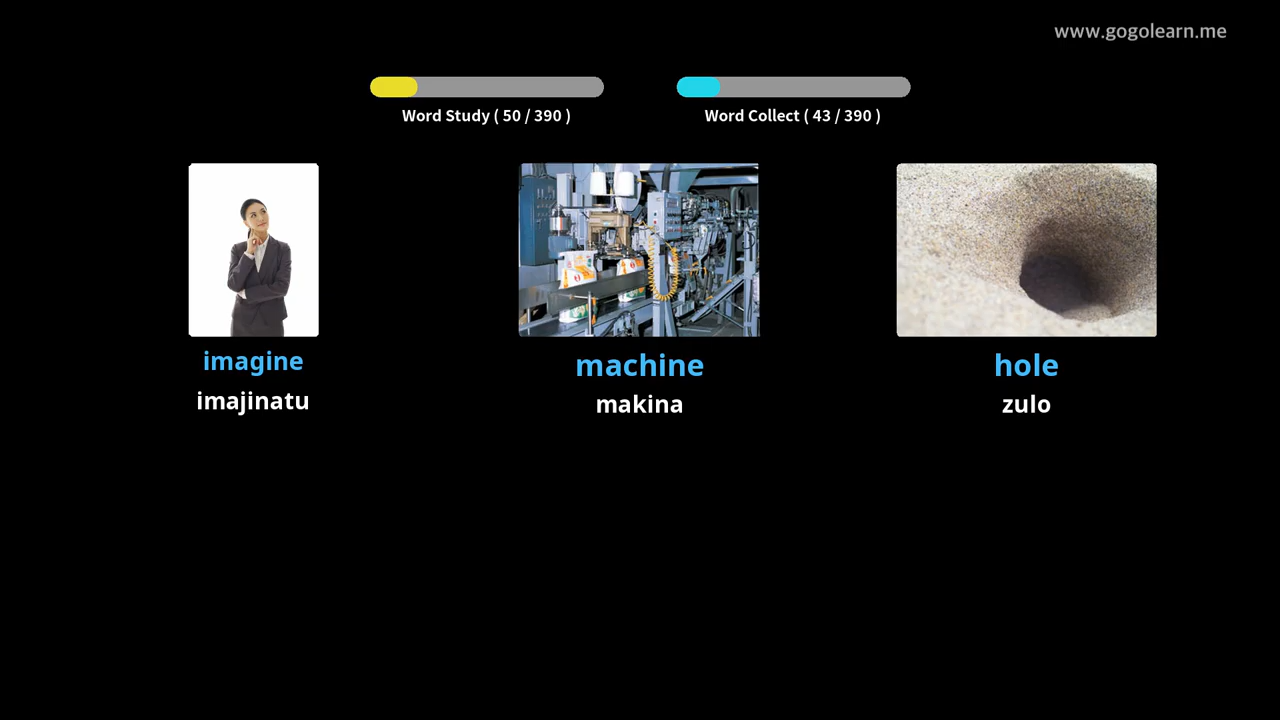 www.gogolearn.me
Word Study ( 50 / 390 )
Word Collect ( 43 / 390 )
imagine
imajinatu
machine
makina
hole
zulo